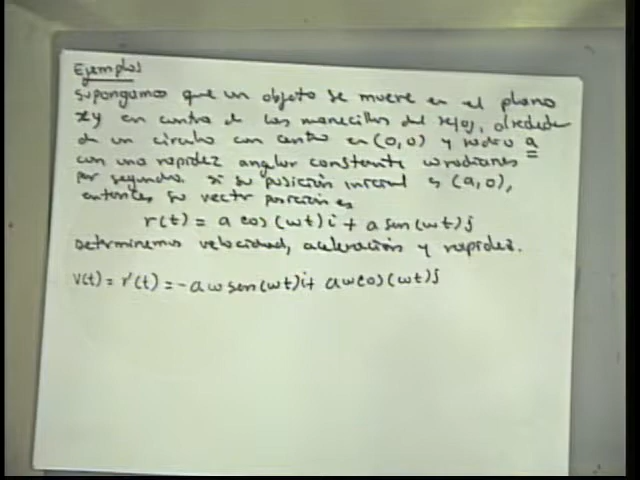 Ejemplos
supongamos que un objeto se mueve en el plano
xy en contra de las manecillas del reloj, alrededor
de un círculo con centro en (0,0) y radio a
con una rapidez angular constante ω radianes
por segundo. si su posición inicial es (a,0),
entonces su vector posición es
r(t) = a cos(ωt)i + a sen(ωt)j
Determinemos velocidad, aceleración y rapidez.
v(t) = r'(t) = -aω sen(ωt)i + aω cos(ωt)j